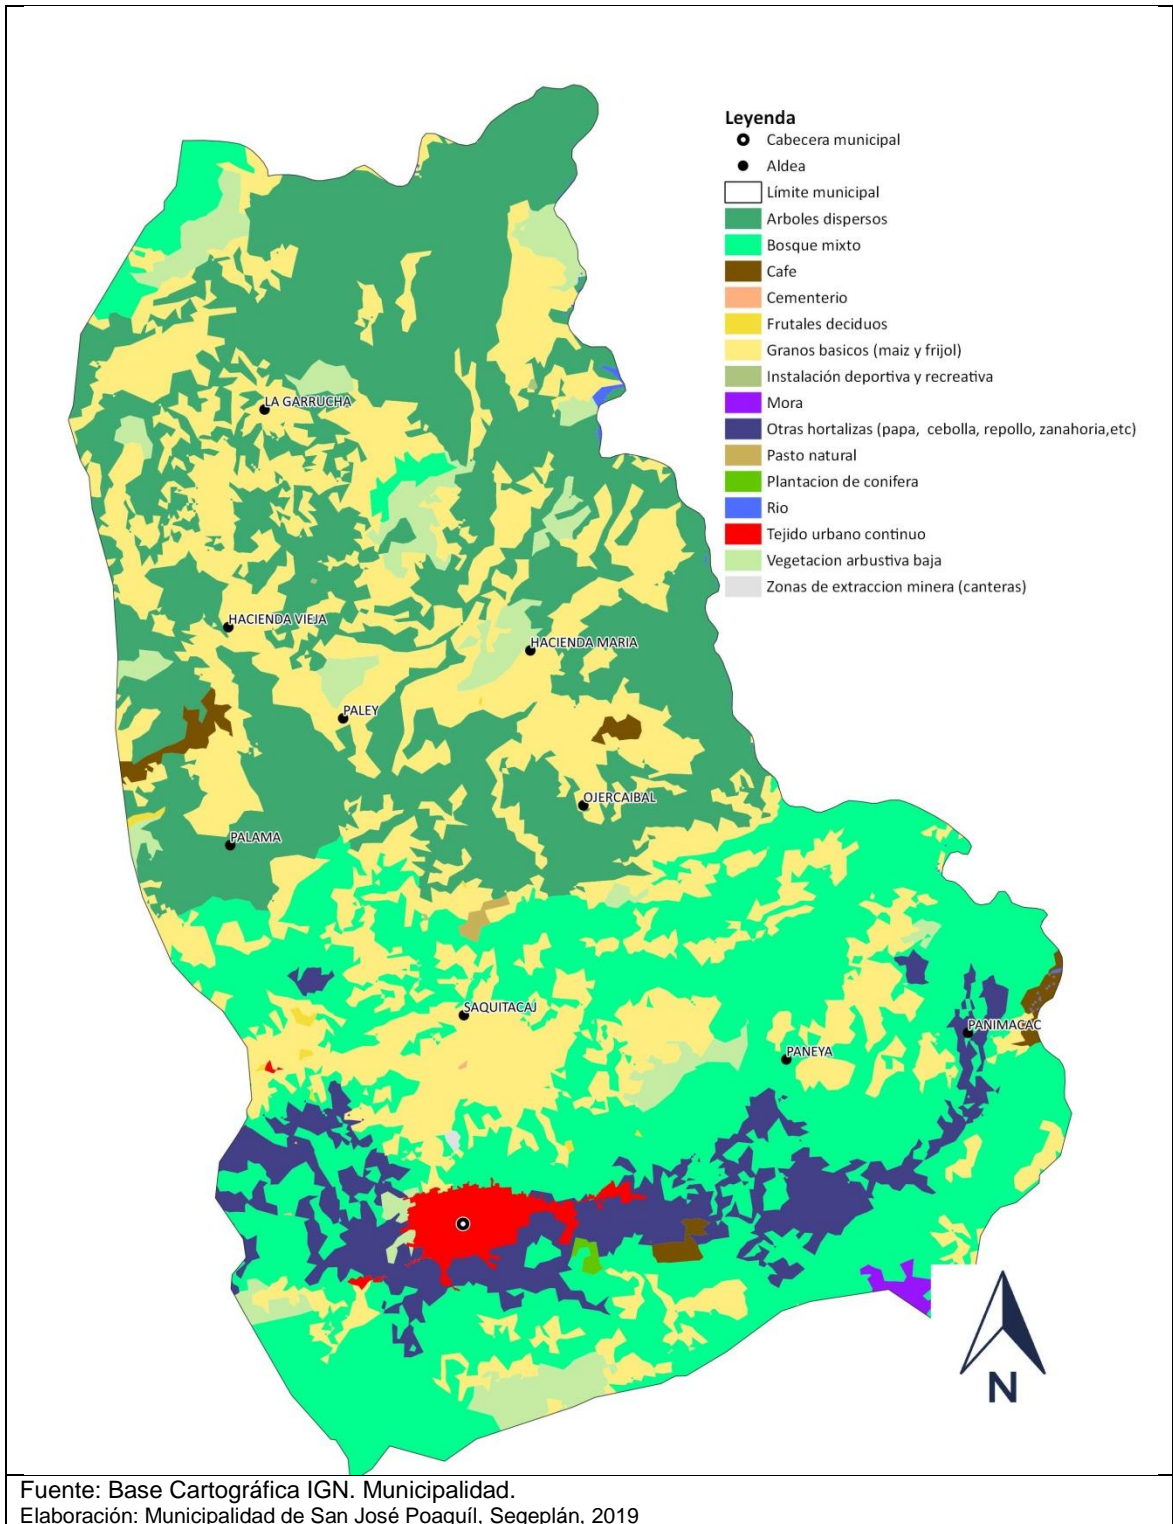 Leyenda
Cabecera municipal
Aldea
Límite municipal
Arboles dispersos
Bosque mixto
Cafe
Cementerio
Frutales deciduos
Granos basicos (maiz y frijol)
Instalación deportiva y recreativa
Mora
Otras hortalizas (papa, cebolla, repollo, zanahoria,etc)
Pasto natural
Plantacion de conifera
Rio
Tejido urbano continuo
Vegetacion arbustiva baja
Zonas de extraccion minera (canteras)
LA GARRUCHA
HACIENDA VIEJA
HACIENDA MARIA
PALEY
OJERCAIBAL
PALAMA
SAQUITACAJ
PANIMACAC
PANEYA
N
Fuente: Base Cartográfica IGN. Municipalidad.
Elaboración: Municipalidad de San José Poaquíl, Segeplán, 2019